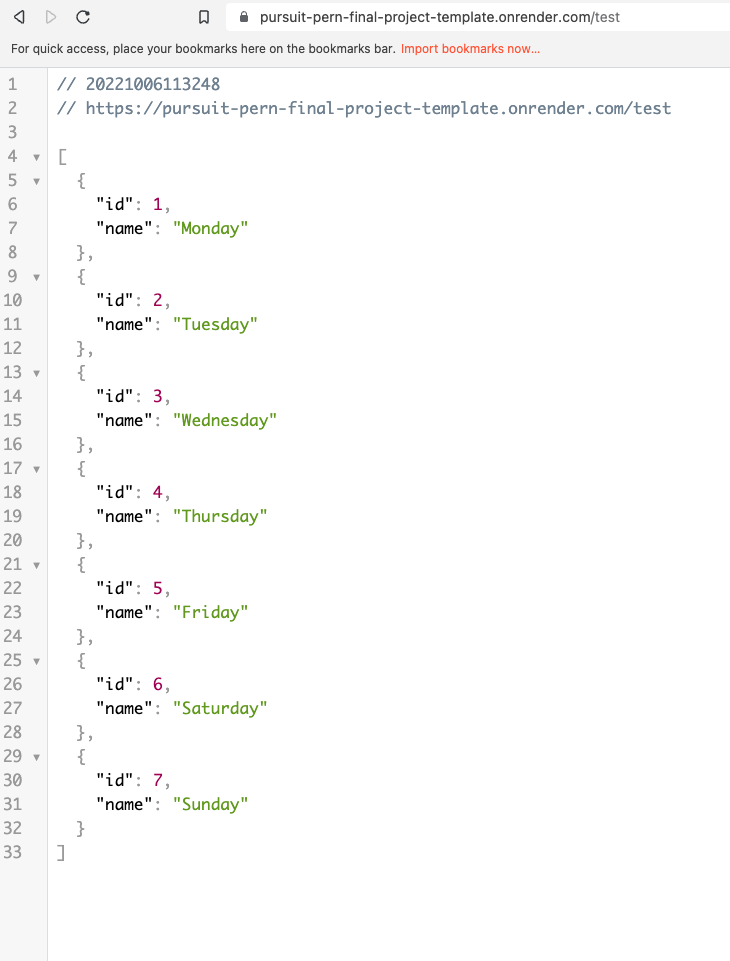 pursuit-pern-final-project-template.onrender.com/test
For quick access, place your bookmarks here on the bookmarks bar. Import bookmarks now...
1 // 20221006113248
2 // https://pursuit-pern-final-project-template.onrender.com/test
3
4 [
5 {
6 "id": 1,
7 "name": "Monday"
8 },
9 {
10 "id": 2,
11 "name": "Tuesday"
12 },
13 {
14 "id": 3,
15 "name": "Wednesday"
16 },
17 {
18 "id": 4,
19 "name": "Thursday"
20 },
21 {
22 "id": 5,
23 "name": "Friday"
24 },
25 {
26 "id": 6,
27 "name": "Saturday"
28 },
29 {
30 "id": 7,
31 "name": "Sunday"
32 }
33 ]